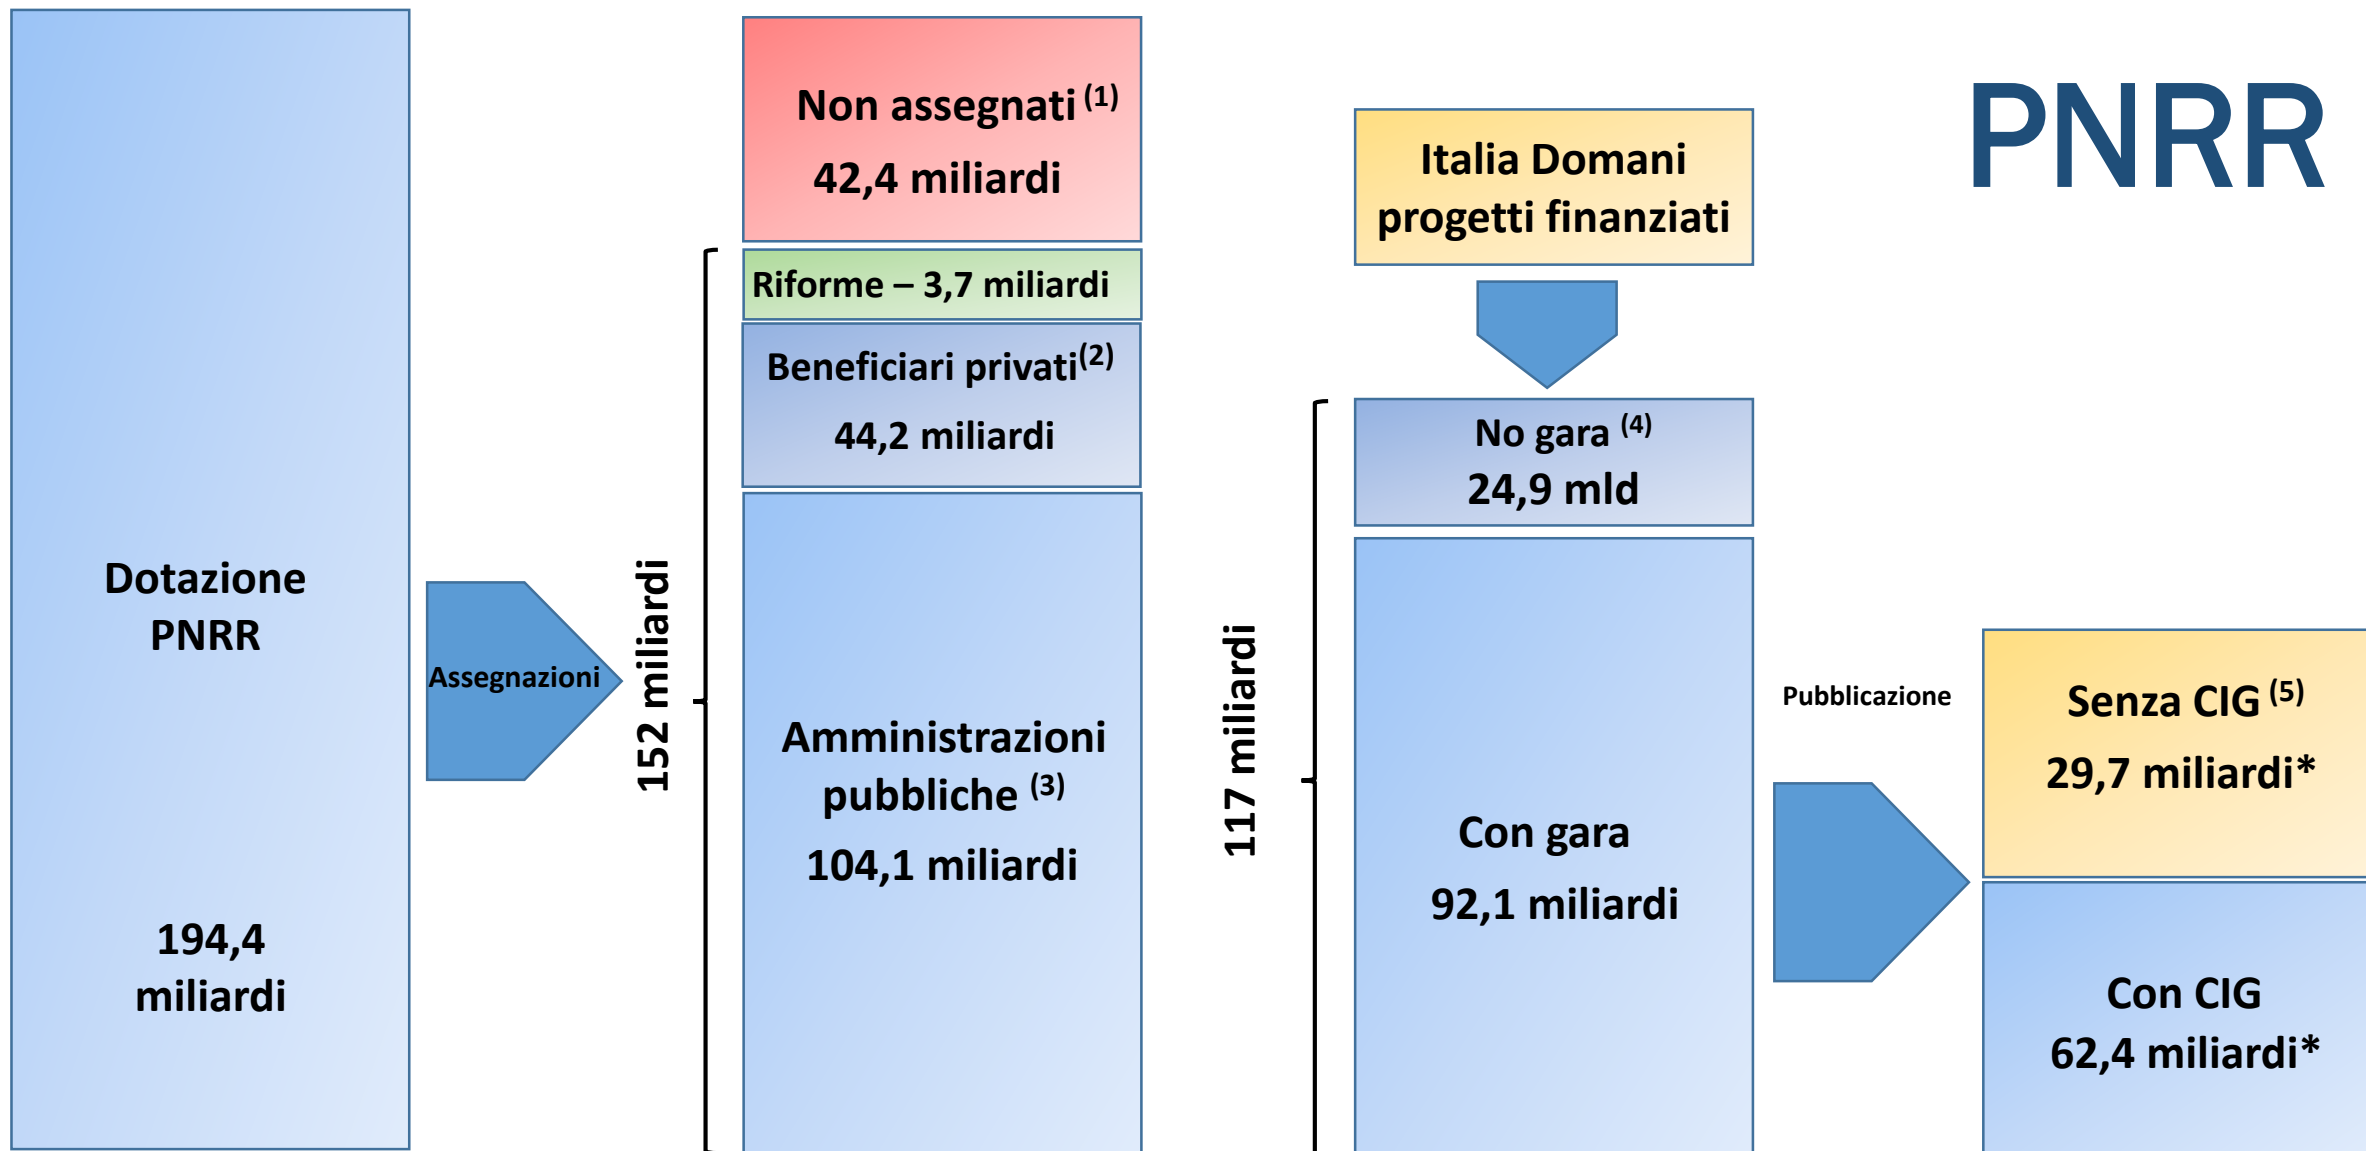 Dotazione
PNRR
194,4
miliardi
Assegnazioni
152 miliardi
Non assegnati (1)
42,4 miliardi
Riforme – 3,7 miliardi
Beneficiari privati(2)
44,2 miliardi
Amministrazioni
pubbliche (3)
104,1 miliardi
117 miliardi
Italia Domani
progetti finanziati
No gara (4)
24,9 mld
Con gara
92,1 miliardi
PNRR
Pubblicazione
Senza CIG (5)
29,7 miliardi*
Con CIG
62,4 miliardi*